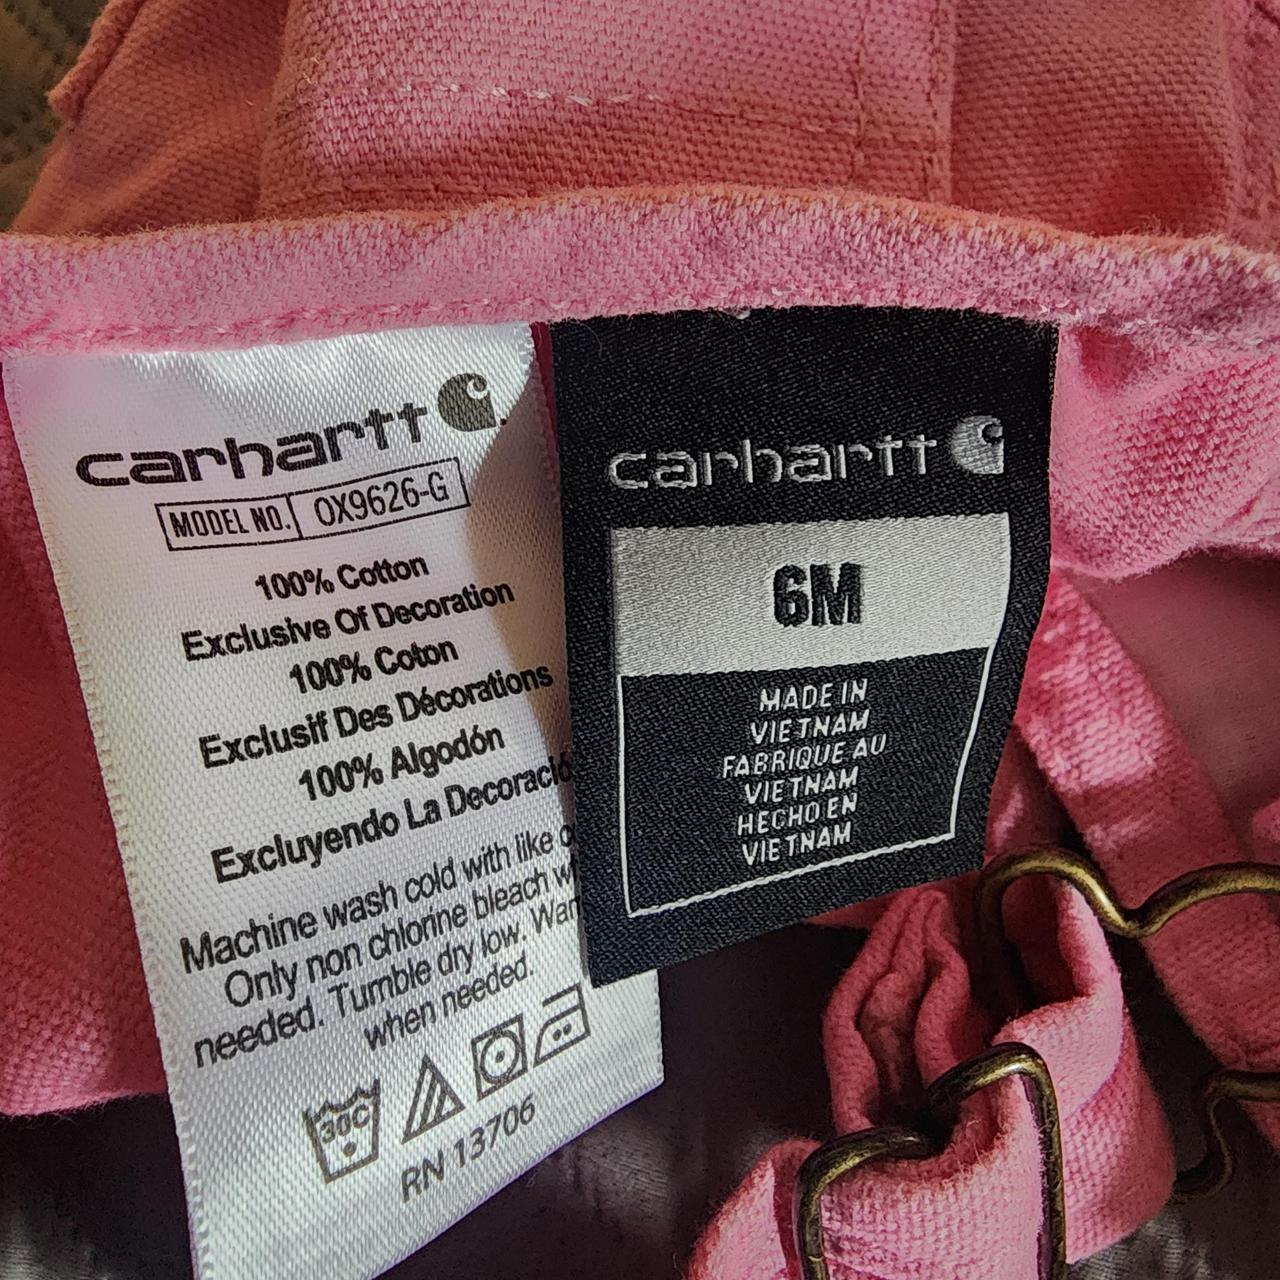 carhartt
MODEL NO. OX9626-G
100% Cotton
Exclusive Of Decoration
100% Coton
Exclusif Des Décorations
100% Algodón
Excluyendo La
Machine wash cold with like
Only non chlorine bleach
needed. Tumble dry low.
when needed.
30C
RN 13706
carhartt
6M
MADE IN
VIETNAM
FABRIQUE AU
VIETNAM
HECHO EN
VIETNAM